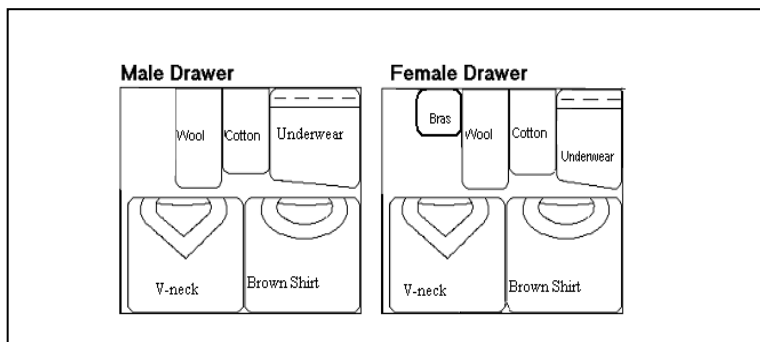 Male Drawer
Female Drawer
Wool Cotton Underwear
Bras Wool Cotton Underwear
V-neck Brown Shirt
V-neck Brown Shirt